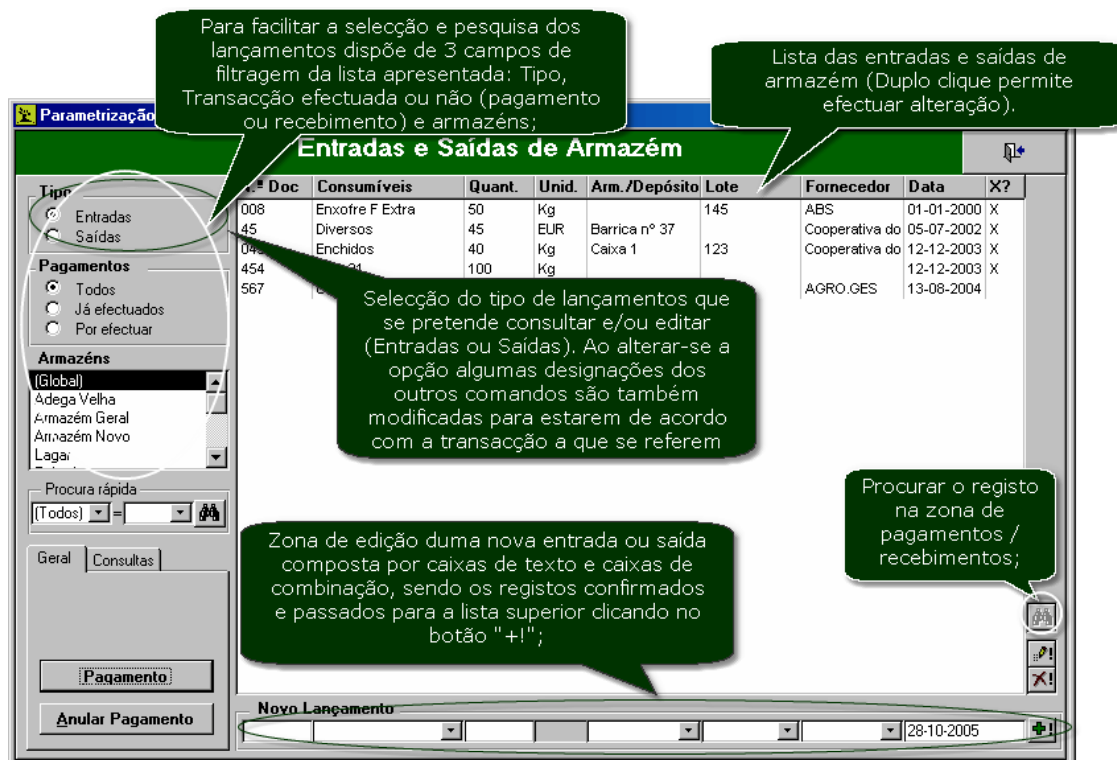 Para facilitar a selecção e pesquisa dos
lançamentos dispõe de 3 campos de
filtragem da lista apresentada: Tipo,
Transacção efectuada ou não (pagamento
ou recebimento) e armazéns;
Lista das entradas e saídas de
armazém (Duplo clique permite
efectuar alteração).
Parametrização
Entradas e Saídas de Armazém
Tipo
Entradas
Saídas
Pagamentos
Todos
Já efectuados
Por efectuar
Armazéns
(Global)
Adega Velha
Armazém Geral
Armazém Novo
Lagar
Procura rápida
(Todos) =
Geral Consultas
Pagamento
Anular Pagamento
N.º Doc Consumíveis Quant. Unid. Arm./Depósito Lote Fornecedor Data X?
008 Enxofre F Extra 50 Kg 145 ABS 01-01-2000 X
45 Diversos 45 EUR Barrica nº 37 Cooperativa do 05-07-2002 X
Enchidos 40 Kg Caixa 1 123 Cooperativa do 12-12-2003 X
454 100 Kg 12-12-2003 X
567 AGRO.GES 13-08-2004
Selecção do tipo de lançamentos que
se pretende consultar e/ou editar
(Entradas ou Saídas). Ao alterar-se a
opção algumas designações dos
outros comandos são também
modificadas para estarem de acordo
com a transacção a que se referem
Procurar o registo
na zona de
pagamentos /
recebimentos;
Zona de edição duma nova entrada ou saída
composta por caixas de texto e caixas de
combinação, sendo os registos confirmados
e passados para a lista superior clicando no
botão "+!";
Novo Lançamento
28-10-2005